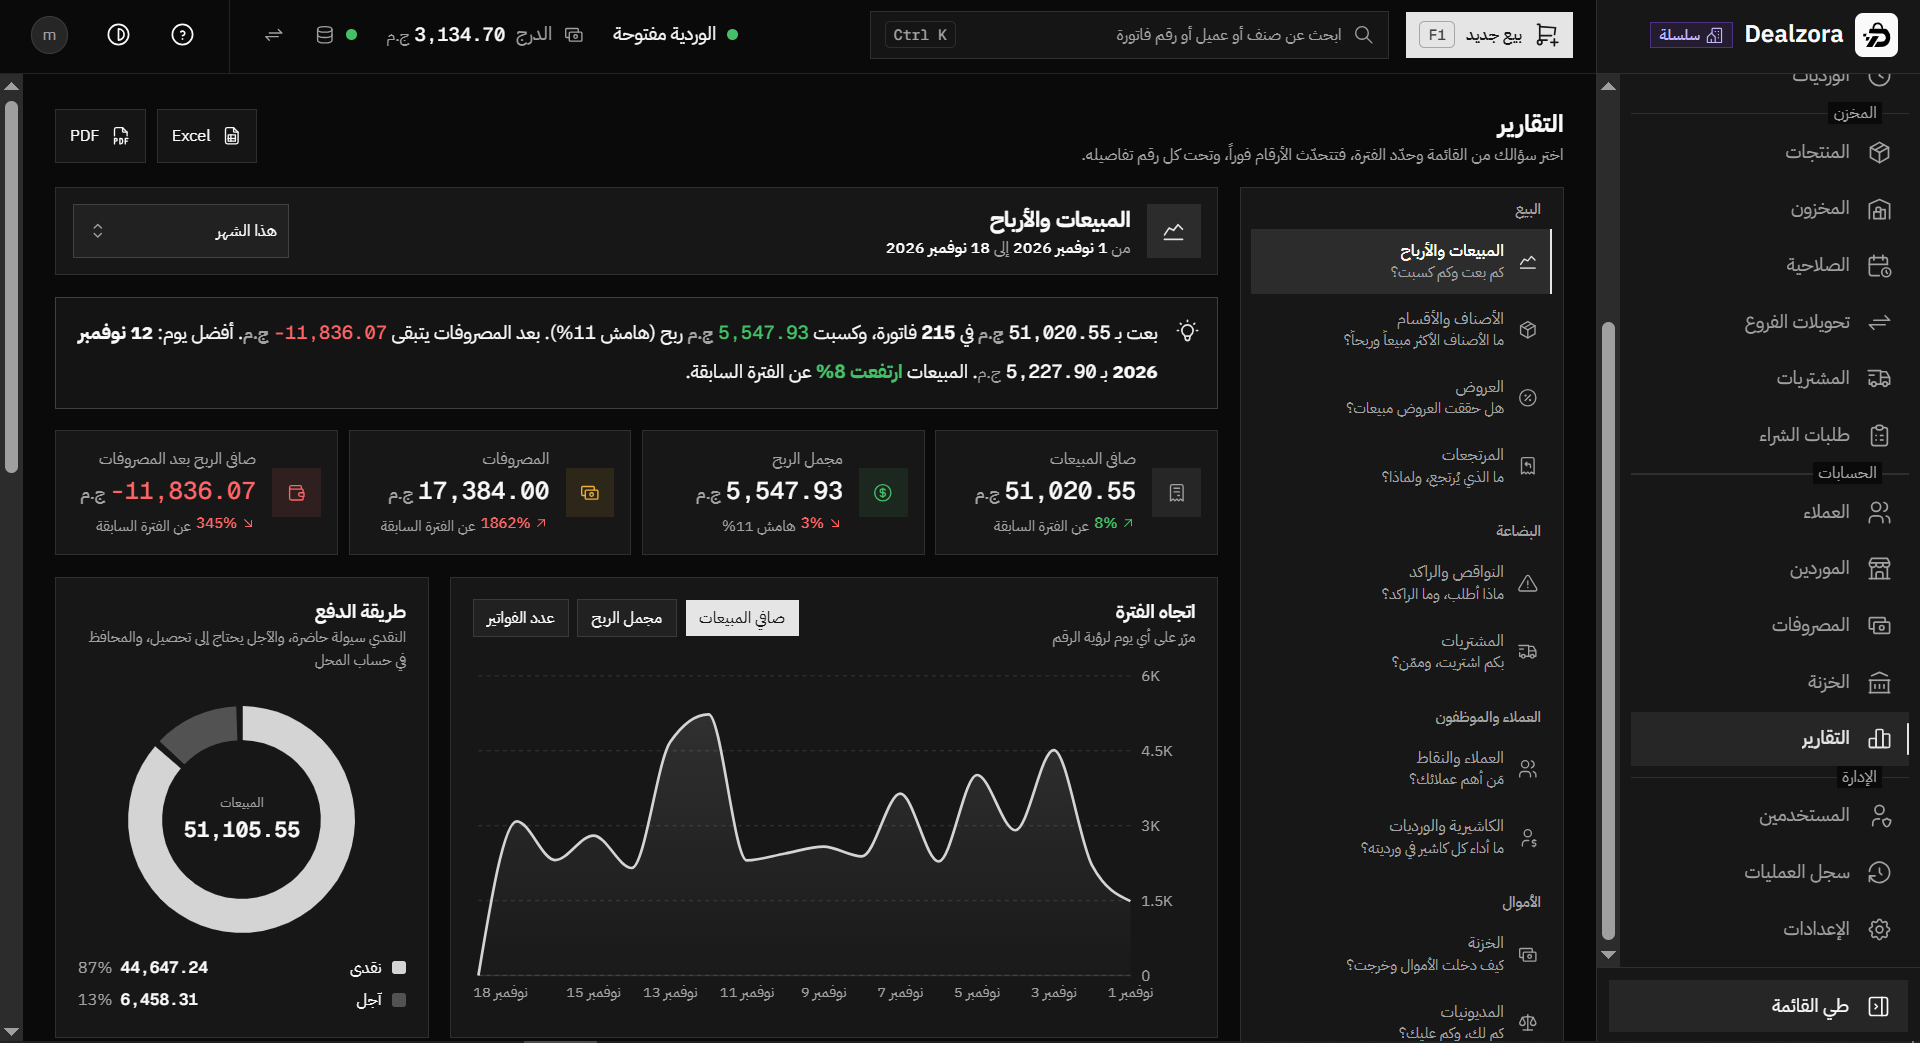 Dealzora
سلسلة
بيع جديد
F1
ابحث عن صنف أو عميل أو رقم فاتورة
Ctrl K
الوردية مفتوحة
الدرج 3,134.70 ج.م
m
الورديات
المخزن
المنتجات
المخزون
الصلاحية
تحويلات الفروع
المشتريات
طلبات الشراء
الحسابات
العملاء
الموردين
المصروفات
الخزنة
التقارير
الإدارة
المستخدمين
سجل العمليات
الإعدادات
طي القائمة
التقارير
اختر سؤالك من القائمة وحدّد الفترة، فتتحدّث الأرقام فوراً، وتحت كل رقم تفاصيله.
Excel
PDF
البيع
المبيعات والأرباح
كم بعت وكم كسبت؟
الأصناف والأقسام
ما الأصناف الأكثر مبيعاً وربحاً؟
العروض
هل حققت العروض مبيعات؟
المرتجعات
ما الذي يُرتجع، ولماذا؟
البضاعة
النواقص والراكد
ماذا أطلب، وما الراكد؟
المشتريات
بكم اشتريت، وممّن؟
العملاء والموظفون
العملاء والنقاط
مَن أهم عملائك؟
الكاشيرية والورديات
ما أداء كل كاشير في ورديته؟
الأموال
الخزنة
كيف دخلت الأموال وخرجت؟
المديونيات
كم لك، وكم عليك؟
المبيعات والأرباح
من 1 نوفمبر 2026 إلى 18 نوفمبر 2026
هذا الشهر
بعت بـ 51,020.55 ج.م في 215 فاتورة، وكسبت 5,547.93 ج.م ربح (هامش 11%). بعد المصروفات يتبقى -11,836.07 ج.م. أفضل يوم: 12 نوفمبر
2026 بـ 5,227.90 ج.م. المبيعات ارتفعت 8% عن الفترة السابقة.
صافي المبيعات
51,020.55 ج.م
8% عن الفترة السابقة
مجمل الربح
5,547.93 ج.م
3% هامش 11%
المصروفات
17,384.00 ج.م
1862% عن الفترة السابقة
صافي الربح بعد المصروفات
-11,836.07 ج.م
345% عن الفترة السابقة
اتجاه الفترة
مرّر على أي يوم لرؤية الرقم
صافي المبيعات
مجمل الربح
عدد الفواتير
6K
4.5K
3K
1.5K
0
نوفمبر 1
نوفمبر 3
نوفمبر 5
نوفمبر 7
نوفمبر 9
نوفمبر 11
نوفمبر 13
نوفمبر 15
نوفمبر 18
طريقة الدفع
النقدي سيولة حاضرة، والآجل يحتاج إلى تحصيل، والمحافظ
في حساب المحل
المبيعات
51,105.55
نقدي 44,647.24 87%
آجل 6,458.31 13%